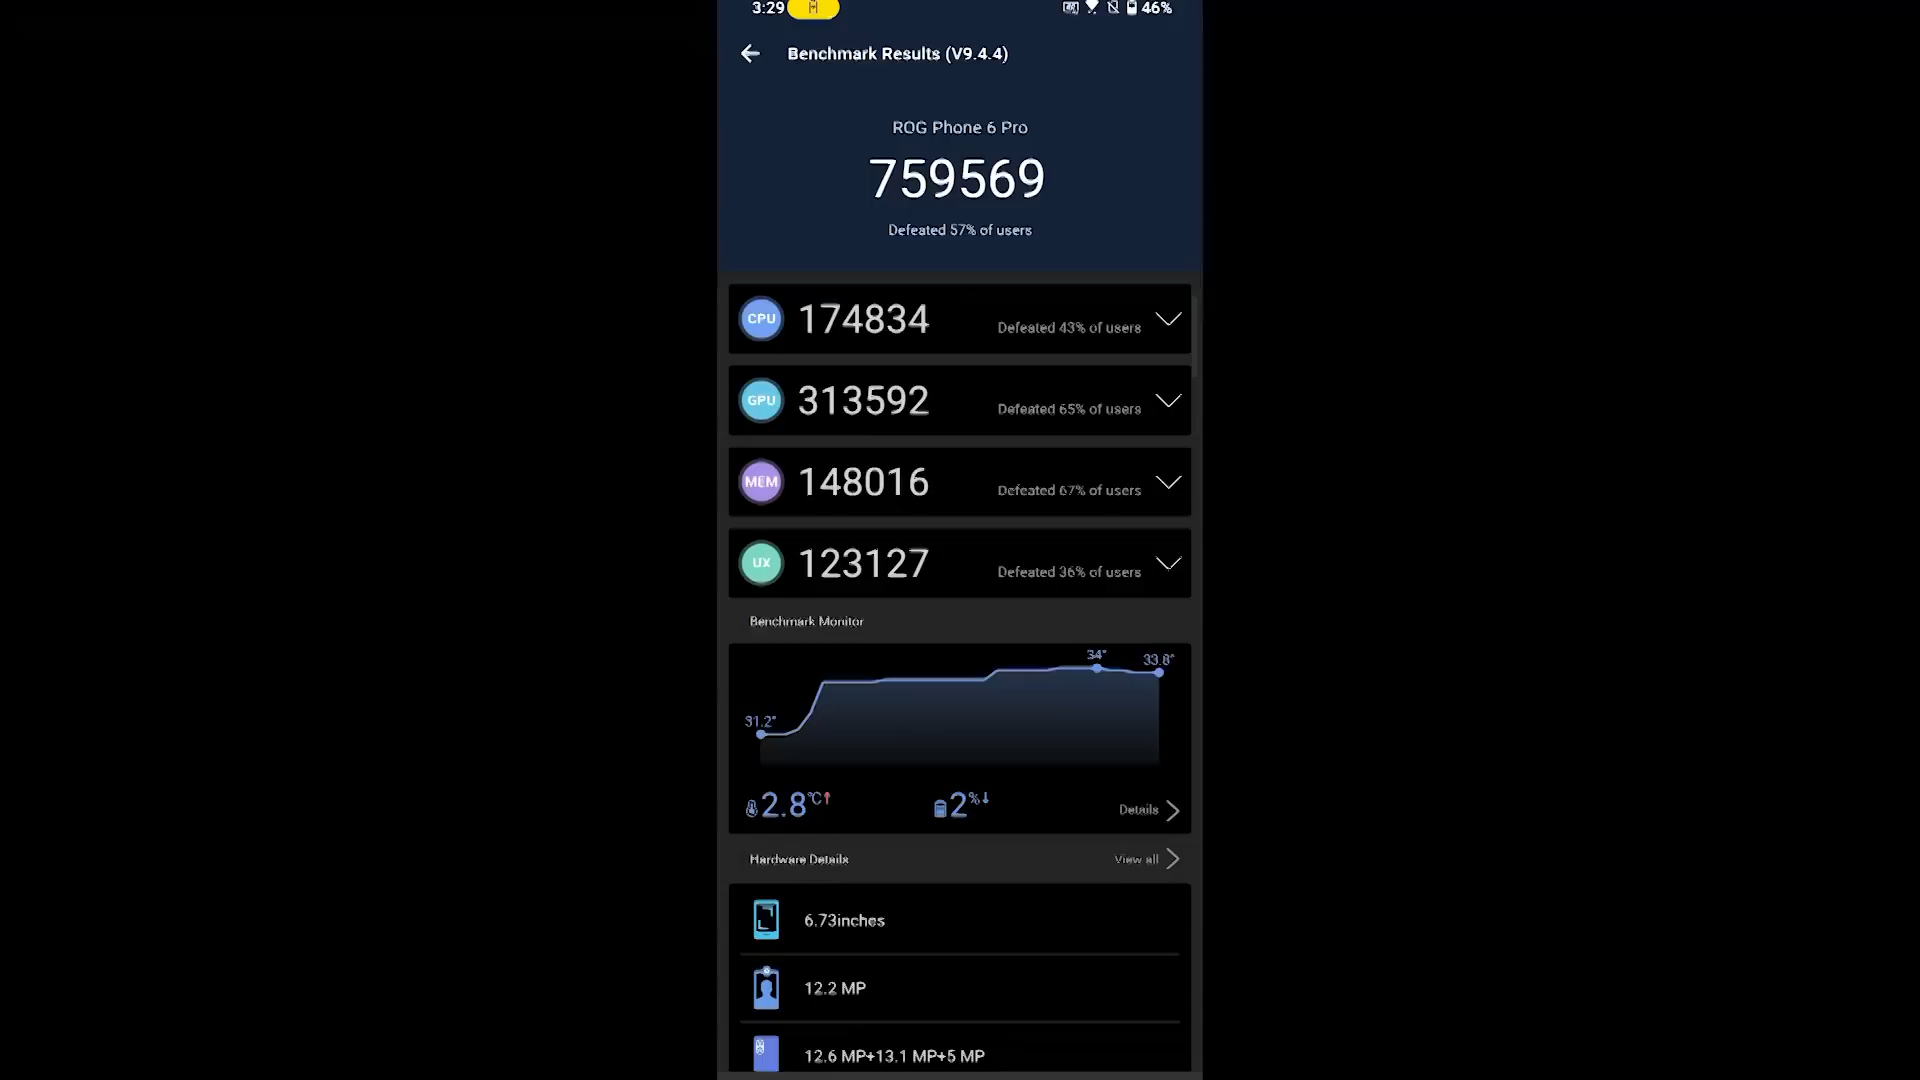 3:29 46%
Benchmark Results (V9.4.4)
ROG Phone 6 Pro
759569
Defeated 57% of users
CPU 174834 Defeated 43% of users
GPU 313592 Defeated 65% of users
MEM 148016 Defeated 67% of users
UX 123127 Defeated 36% of users
Benchmark Monitor
34° 33.8°
31.2°
2.8℃↑ 2%↓ Details
Hardware Details View all
6.73inches
12.2 MP
12.6 MP+13.1 MP+5 MP